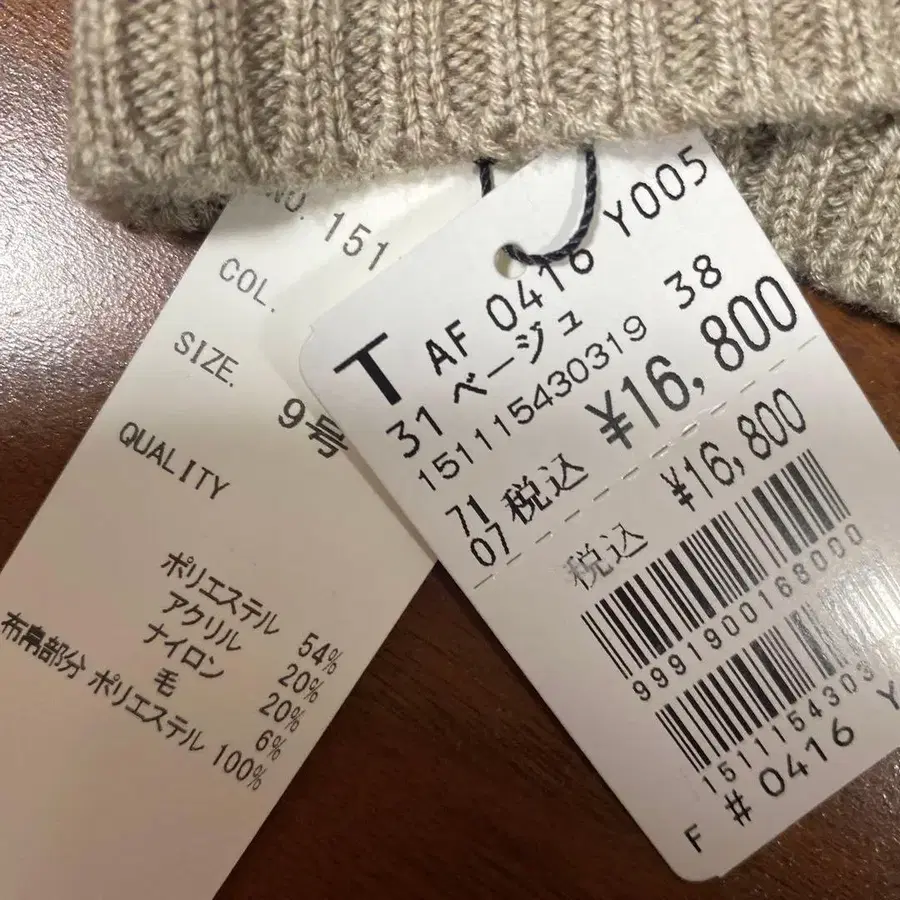 NO. 151
COL.
SIZE. 9号
QUALITY
ポリエステル 54%
アクリル 20%
ナイロン 20%
毛 6%
布帛部分 ポリエステル 100%
T AF 0416 Y005
31 ベージュ 38
151115430319
71 税込 ¥16,800
07
税込 ¥16,800
9991900168000
1511154303
F # 0416 Y